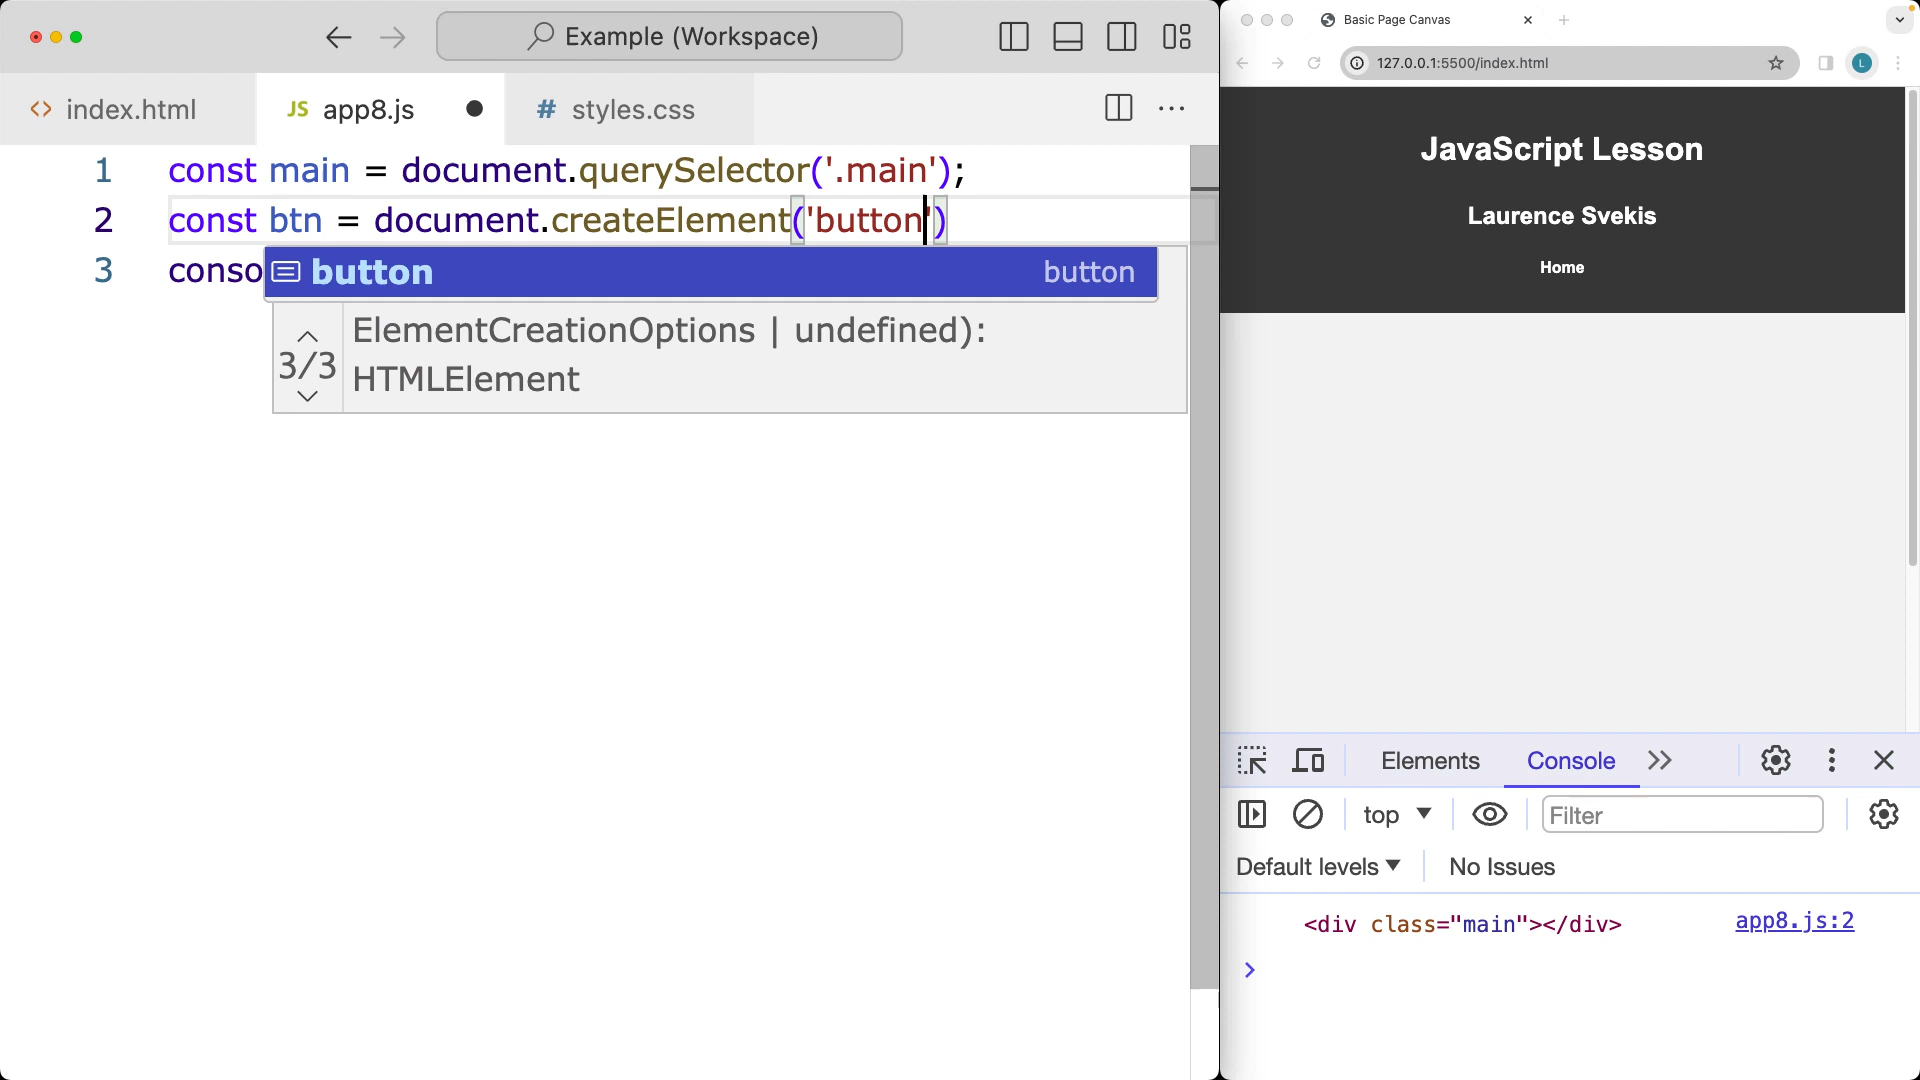 Example (Workspace)
index.html
JS app8.js
# styles.css
1 const main = document.querySelector('.main');
2 const btn = document.createElement('button')
3 conso
button button
3/3
ElementCreationOptions | undefined):
HTMLElement
Basic Page Canvas
127.0.0.1:5500/index.html
L
JavaScript Lesson
Laurence Svekis
Home
Elements
Console
top
Filter
Default levels
No Issues
<div class="main"></div> app8.js:2